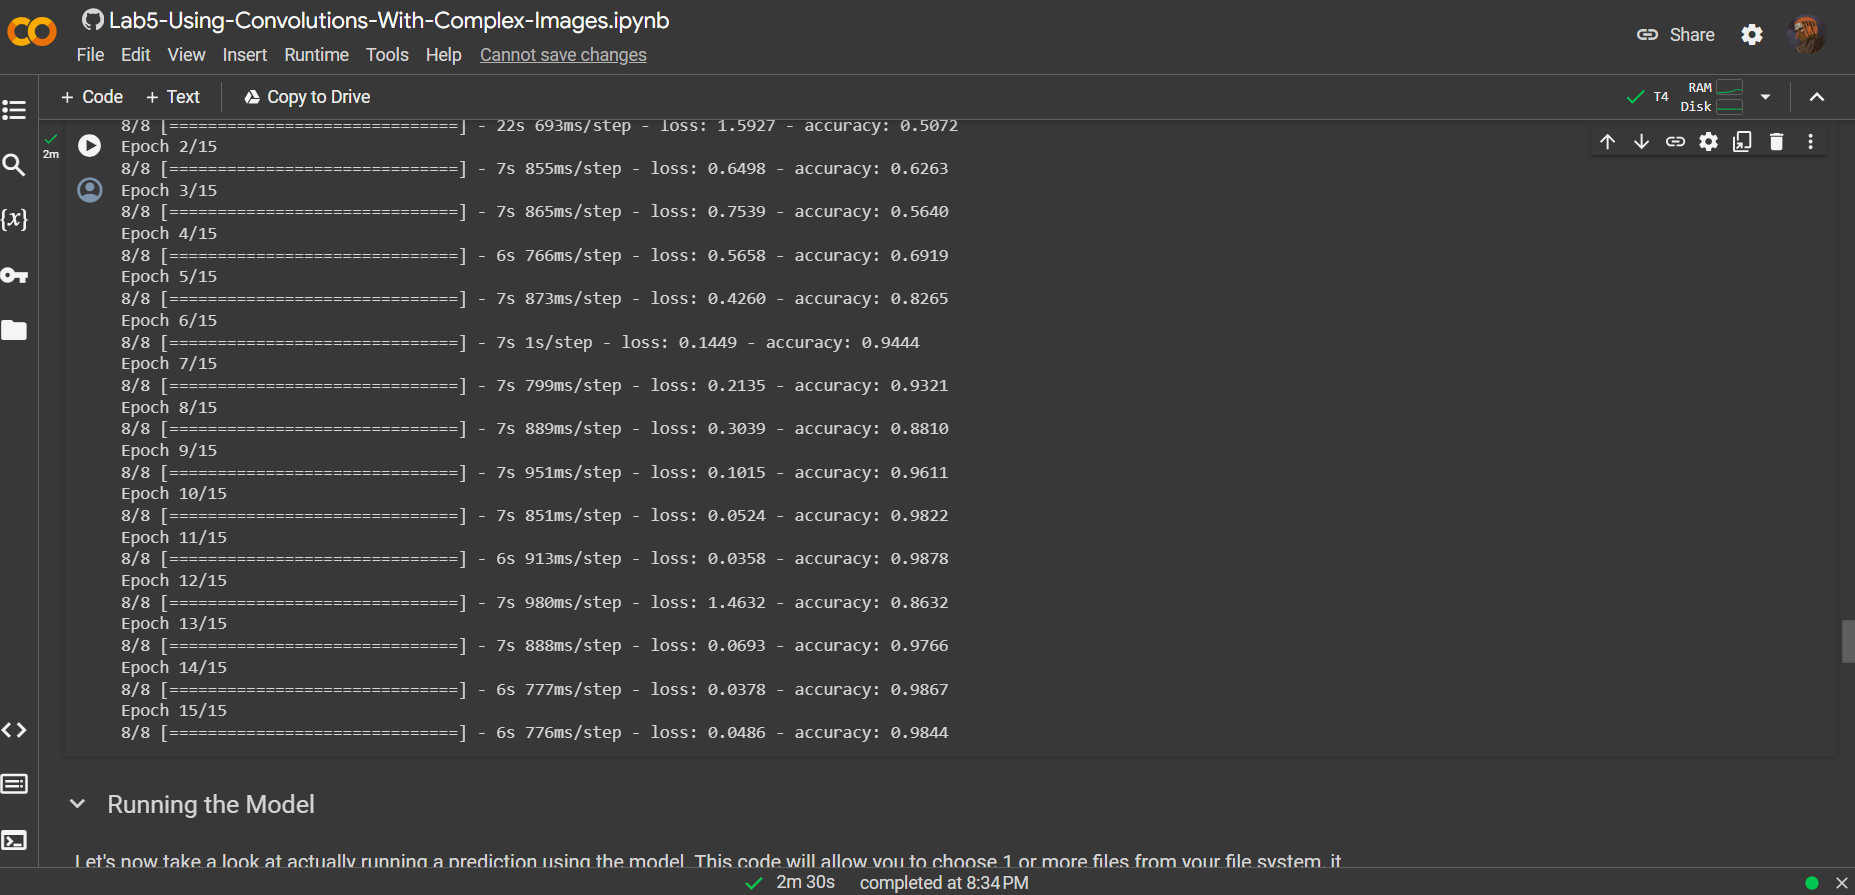 Lab5-Using-Convolutions-With-Complex-Images.ipynb
File Edit View Insert Runtime Tools Help Cannot save changes
Share
+ Code + Text Copy to Drive
T4 RAM
Disk
2m
8/8 [==============================] - 22s 693ms/step - loss: 1.5927 - accuracy: 0.5072
Epoch 2/15
8/8 [==============================] - 7s 855ms/step - loss: 0.6498 - accuracy: 0.6263
Epoch 3/15
8/8 [==============================] - 7s 865ms/step - loss: 0.7539 - accuracy: 0.5640
Epoch 4/15
8/8 [==============================] - 6s 766ms/step - loss: 0.5658 - accuracy: 0.6919
Epoch 5/15
8/8 [==============================] - 7s 873ms/step - loss: 0.4260 - accuracy: 0.8265
Epoch 6/15
8/8 [==============================] - 7s 1s/step - loss: 0.1449 - accuracy: 0.9444
Epoch 7/15
8/8 [==============================] - 7s 799ms/step - loss: 0.2135 - accuracy: 0.9321
Epoch 8/15
8/8 [==============================] - 7s 889ms/step - loss: 0.3039 - accuracy: 0.8810
Epoch 9/15
8/8 [==============================] - 7s 951ms/step - loss: 0.1015 - accuracy: 0.9611
Epoch 10/15
8/8 [==============================] - 7s 851ms/step - loss: 0.0524 - accuracy: 0.9822
Epoch 11/15
8/8 [==============================] - 6s 913ms/step - loss: 0.0358 - accuracy: 0.9878
Epoch 12/15
8/8 [==============================] - 7s 980ms/step - loss: 1.4632 - accuracy: 0.8632
Epoch 13/15
8/8 [==============================] - 7s 888ms/step - loss: 0.0693 - accuracy: 0.9766
Epoch 14/15
8/8 [==============================] - 6s 777ms/step - loss: 0.0378 - accuracy: 0.9867
Epoch 15/15
8/8 [==============================] - 6s 776ms/step - loss: 0.0486 - accuracy: 0.9844
Running the Model
Let's now take a look at actually running a prediction using the model. This code will allow you to choose 1 or more files from your file system, it
2m 30s completed at 8:34 PM